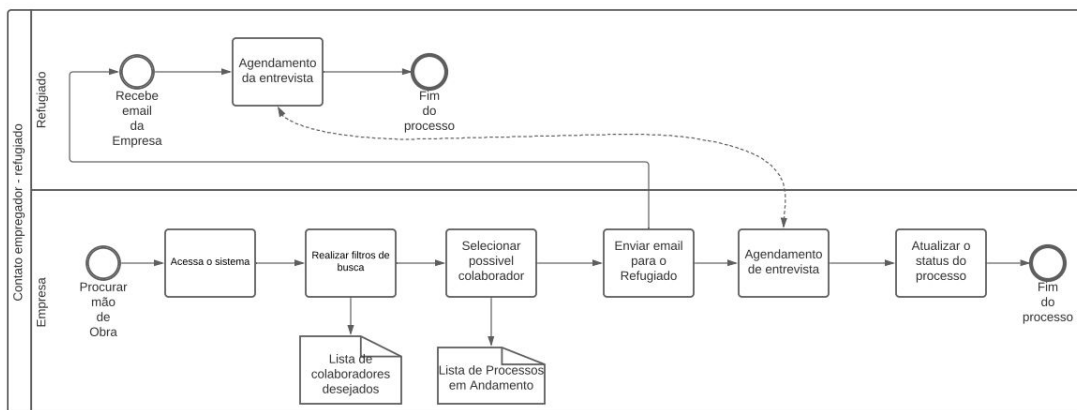 Contato empregador - refugiado
Refugiado
Recebe
email
da
Empresa
Agendamento
da entrevista
Fim
do
processo
Empresa
Procurar
mão
de
Obra
Acessa o sistema
Realizar filtros de
busca
Lista de
colaboradores
desejados
Selecionar
possivel
colaborador
Lista de Processos
em Andamento
Enviar email
para o
Refugiado
Agendamento
de entrevista
Atualizar o
status do
processo
Fim
do
processo